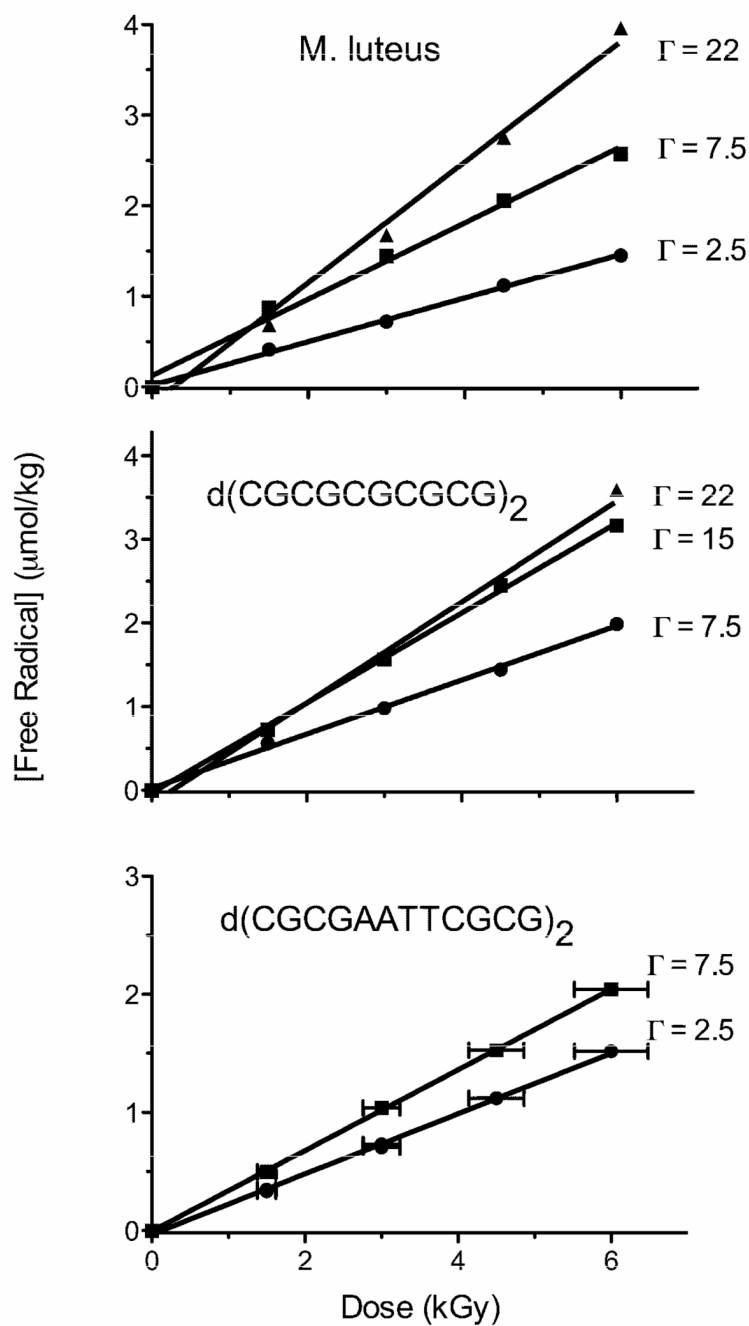 4
M. luteus
Γ = 22
3
Γ = 7.5
2
Γ = 2.5
1
0
4
d(CGCGCGCGCG)2
Γ = 22
Γ = 15
3
2
Γ = 7.5
1
0
[Free Radical] (μmol/kg)
3
d(CGCGAATTCGCG)2
Γ = 7.5
2
Γ = 2.5
1
0
0 2 4 6
Dose (kGy)